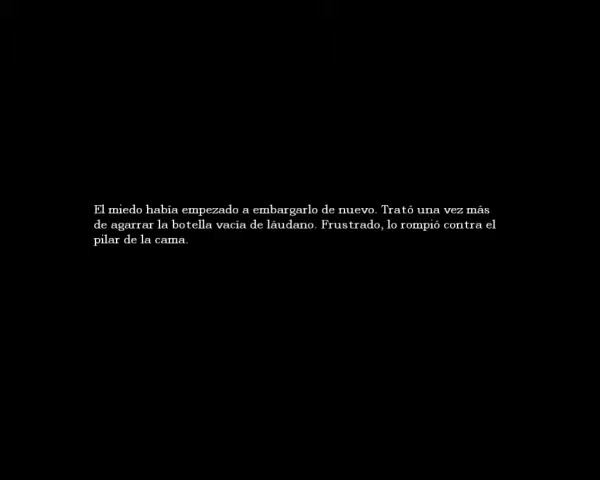 El miedo había empezado a embargarlo de nuevo. Trató una vez más
de agarrar la botella vacía de láudano. Frustrado, lo rompió contra el
pilar de la cama.